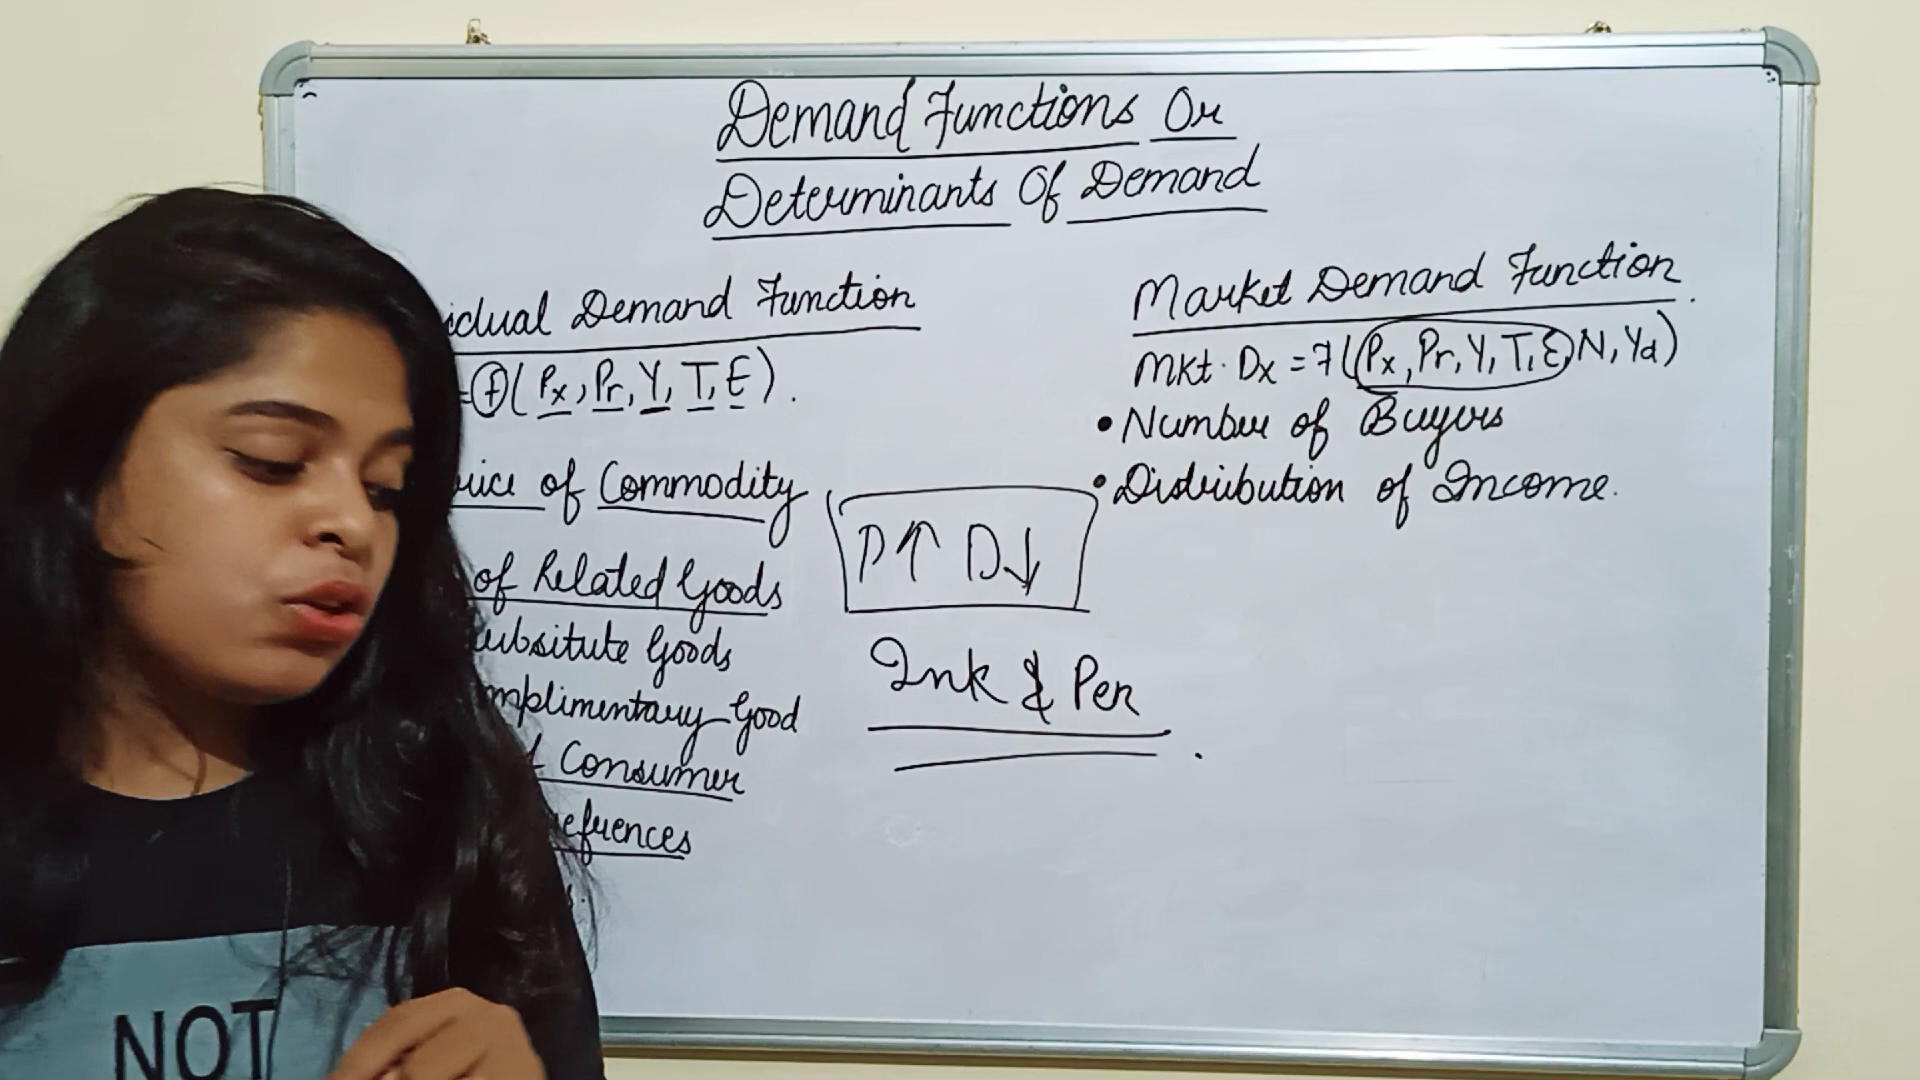 Demand Functions Or
Determinants Of Demand
idual Demand Function
= f ( Px, Pr, Y, T, E ) .
rice of Commodity
of Related Goods
ubsitute Goods
mplimentary Good
f Consumer
efrences
s.
P↑ D↓
Ink & Pen
Market Demand Function .
Mkt. Dx = f ( Px, Pr, Y, T, E, N, Yd )
• Number of Buyers
• Distribution of Income.
NOT